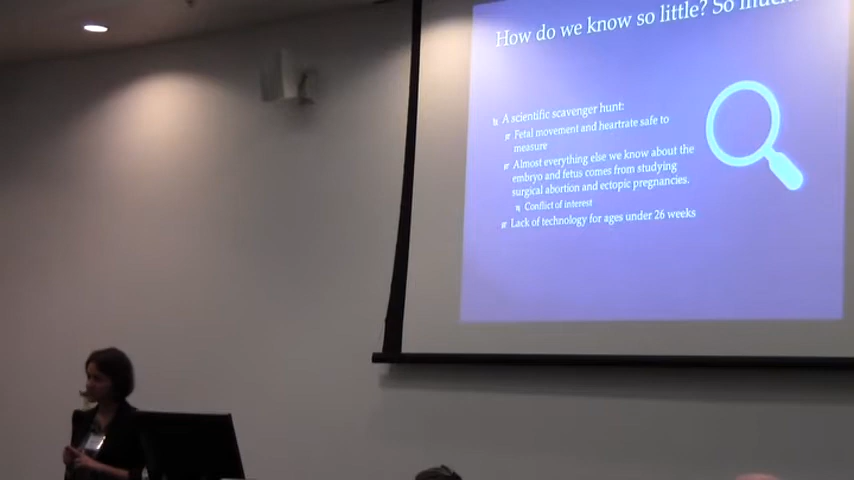 How do we know so little? So much
A scientific scavenger hunt:
Fetal movement and heartrate safe to
measure
Almost everything else we know about the
embryo and fetus comes from studying
surgical abortion and ectopic pregnancies.
Conflict of interest
Lack of technology for ages under 26 weeks